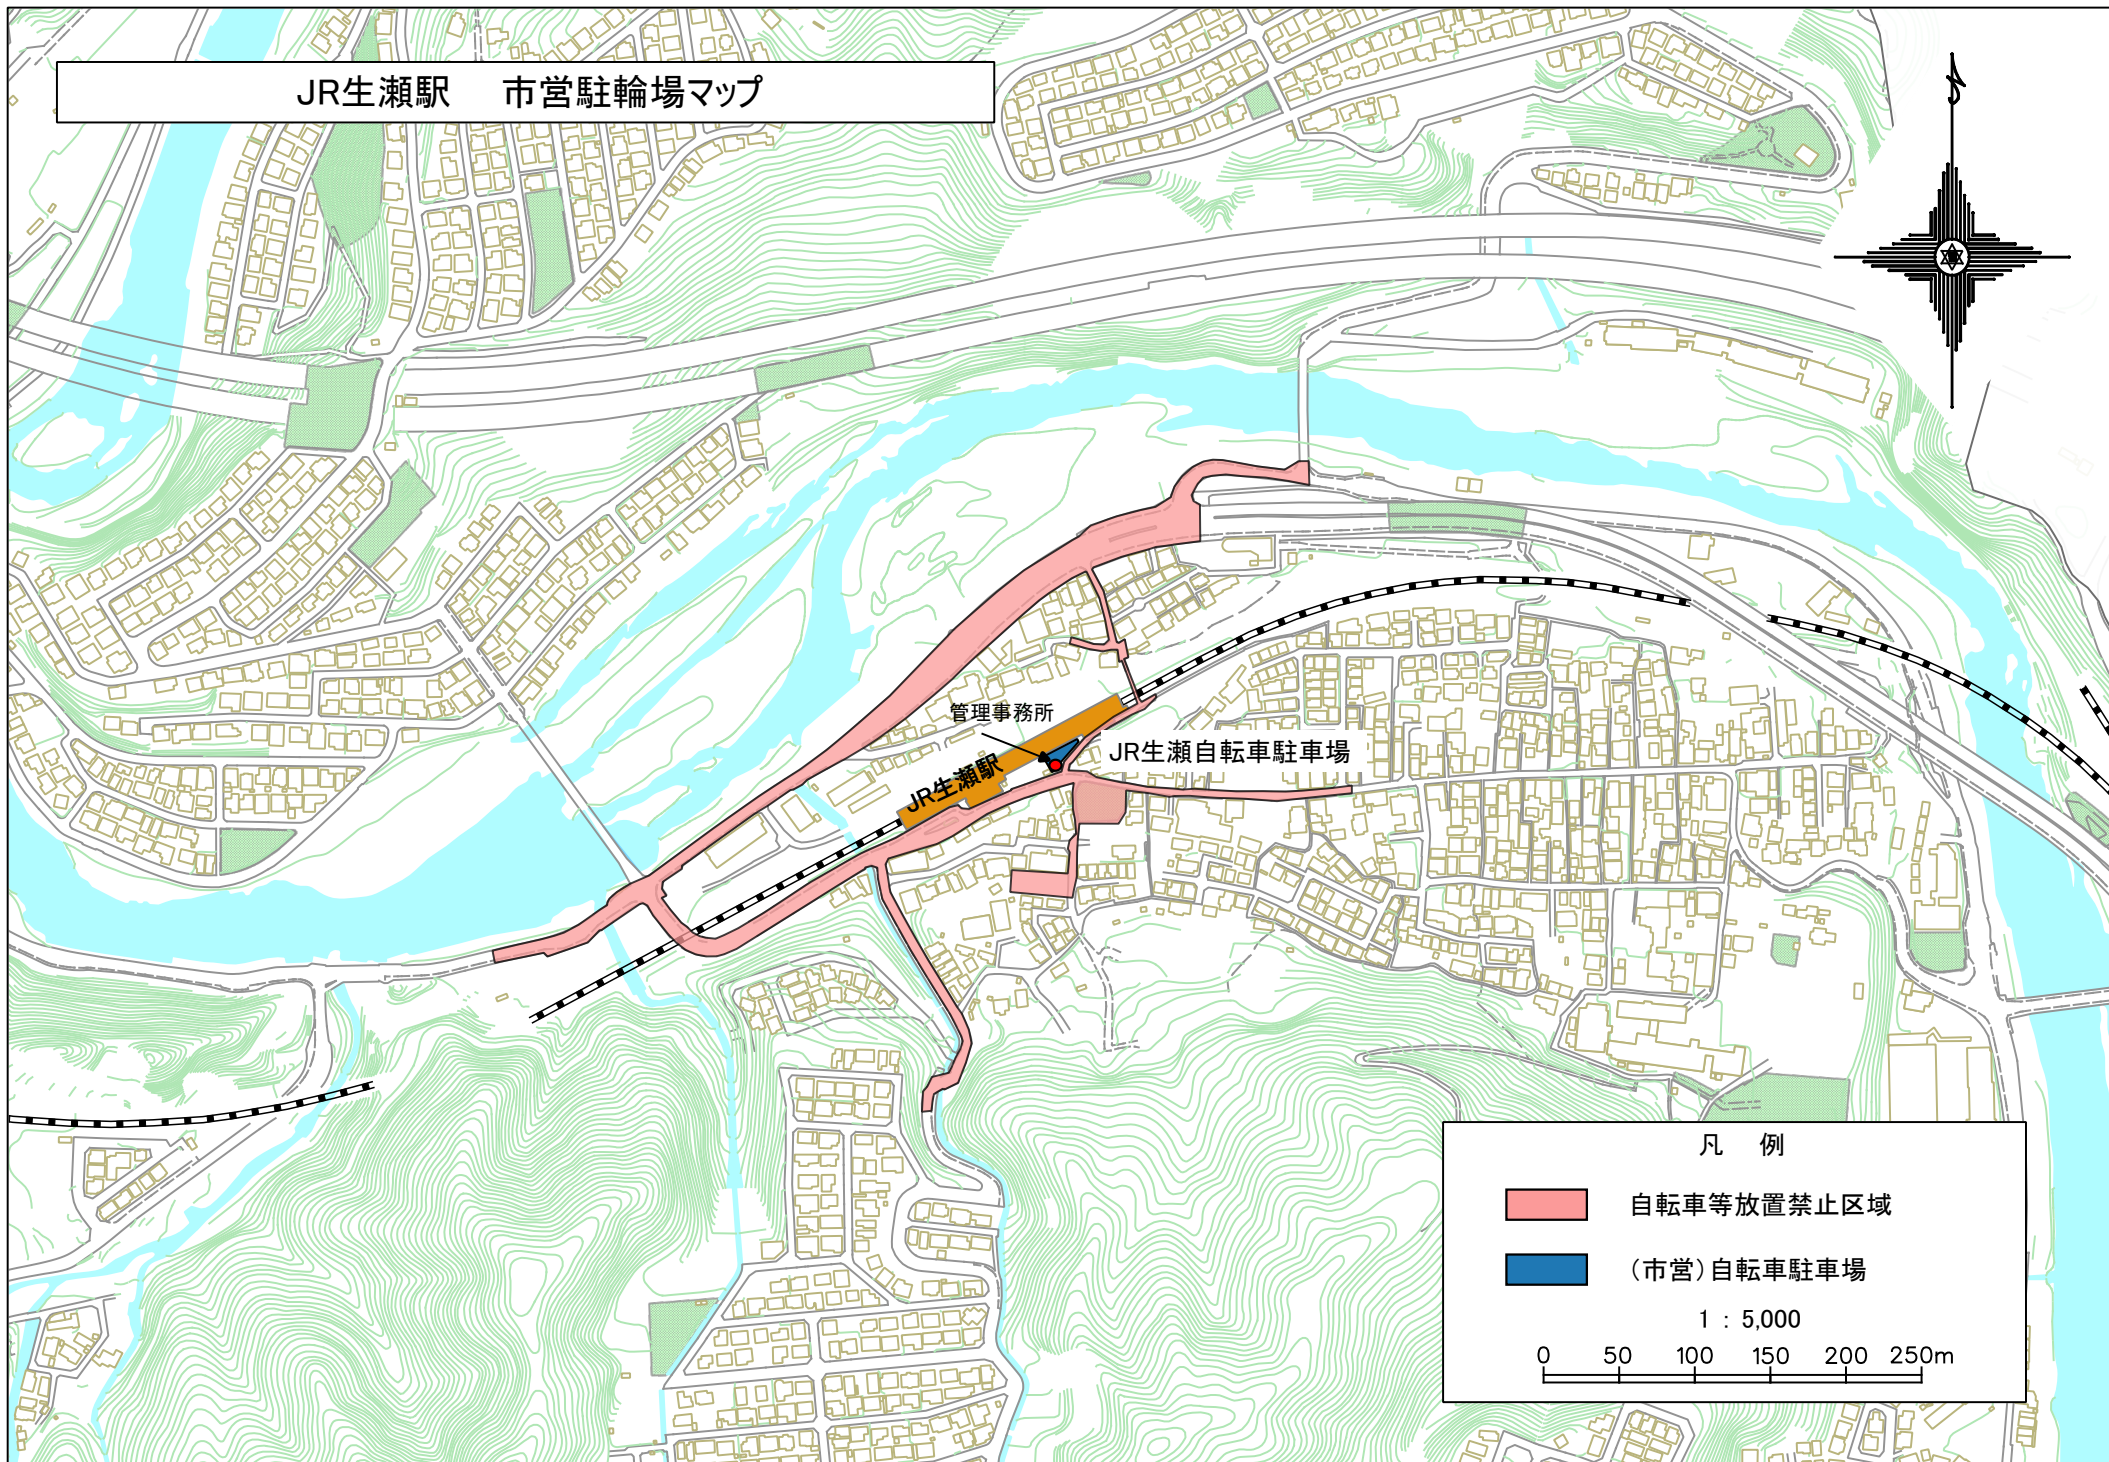 JR生瀬駅　市営駐輪場マップ
管理事務所
JR生瀬自転車駐車場
JR生瀬駅
凡　例
自転車等放置禁止区域
（市営）自転車駐車場
1 : 5,000
0 50 100 150 200 250m